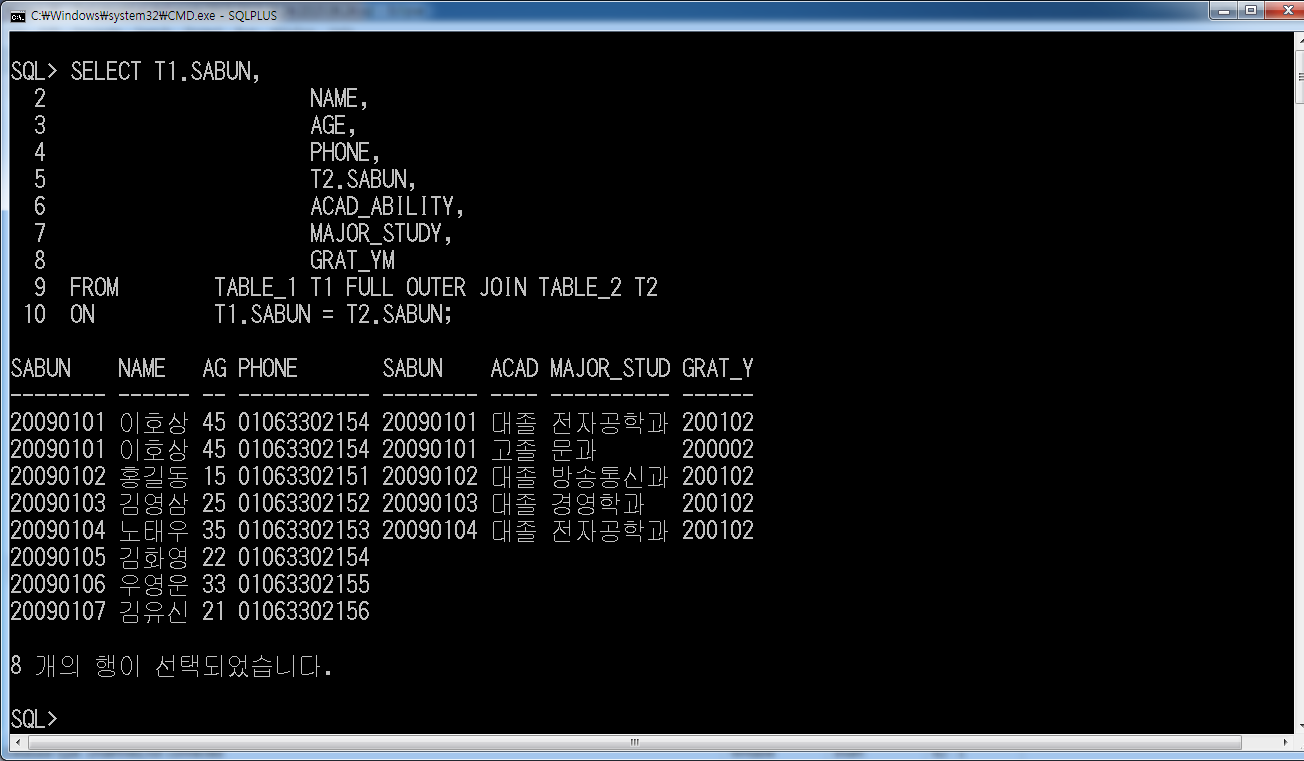 C:\Windows\system32\CMD.exe - SQLPLUS
SQL> SELECT T1.SABUN,
2 NAME,
3 AGE,
4 PHONE,
5 T2.SABUN,
6 ACAD_ABILITY,
7 MAJOR_STUDY,
8 GRAT_YM
9 FROM TABLE_1 T1 FULL OUTER JOIN TABLE_2 T2
10 ON T1.SABUN = T2.SABUN;
SABUN NAME AG PHONE SABUN ACAD MAJOR_STUD GRAT_Y
-------- ------ -- ----------- -------- ---- ---------- ------
20090101 이호상 45 01063302154 20090101 대졸 전자공학과 200102
20090101 이호상 45 01063302154 20090101 고졸 문과 200002
20090102 홍길동 15 01063302151 20090102 대졸 방송통신과 200102
20090103 김영삼 25 01063302152 20090103 대졸 경영학과 200102
20090104 노태우 35 01063302153 20090104 대졸 전자공학과 200102
20090105 김화영 22 01063302154
20090106 우영운 33 01063302155
20090107 김유신 21 01063302156
8 개의 행이 선택되었습니다.
SQL>